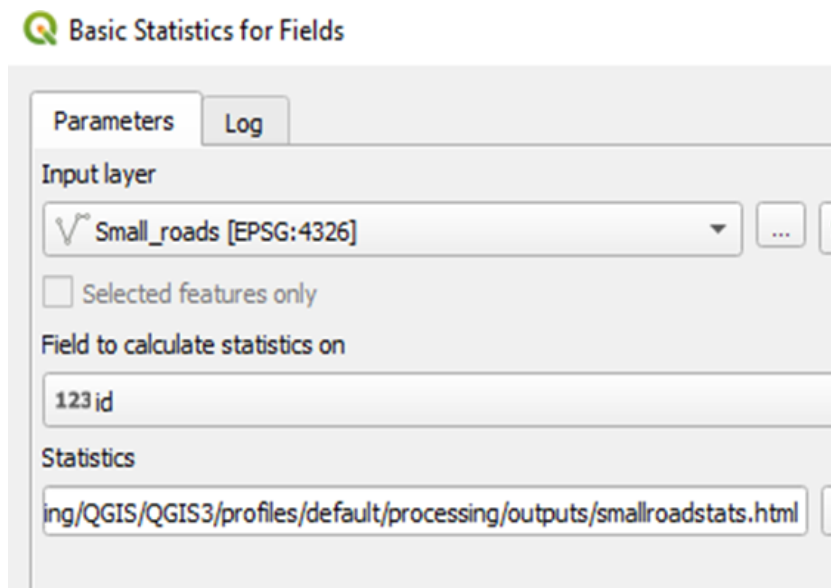 Basic Statistics for Fields
Parameters Log
Input layer
Small_roads [EPSG:4326] ...
Selected features only
Field to calculate statistics on
123 id
Statistics
ing/QGIS/QGIS3/profiles/default/processing/outputs/smallroadstats.html